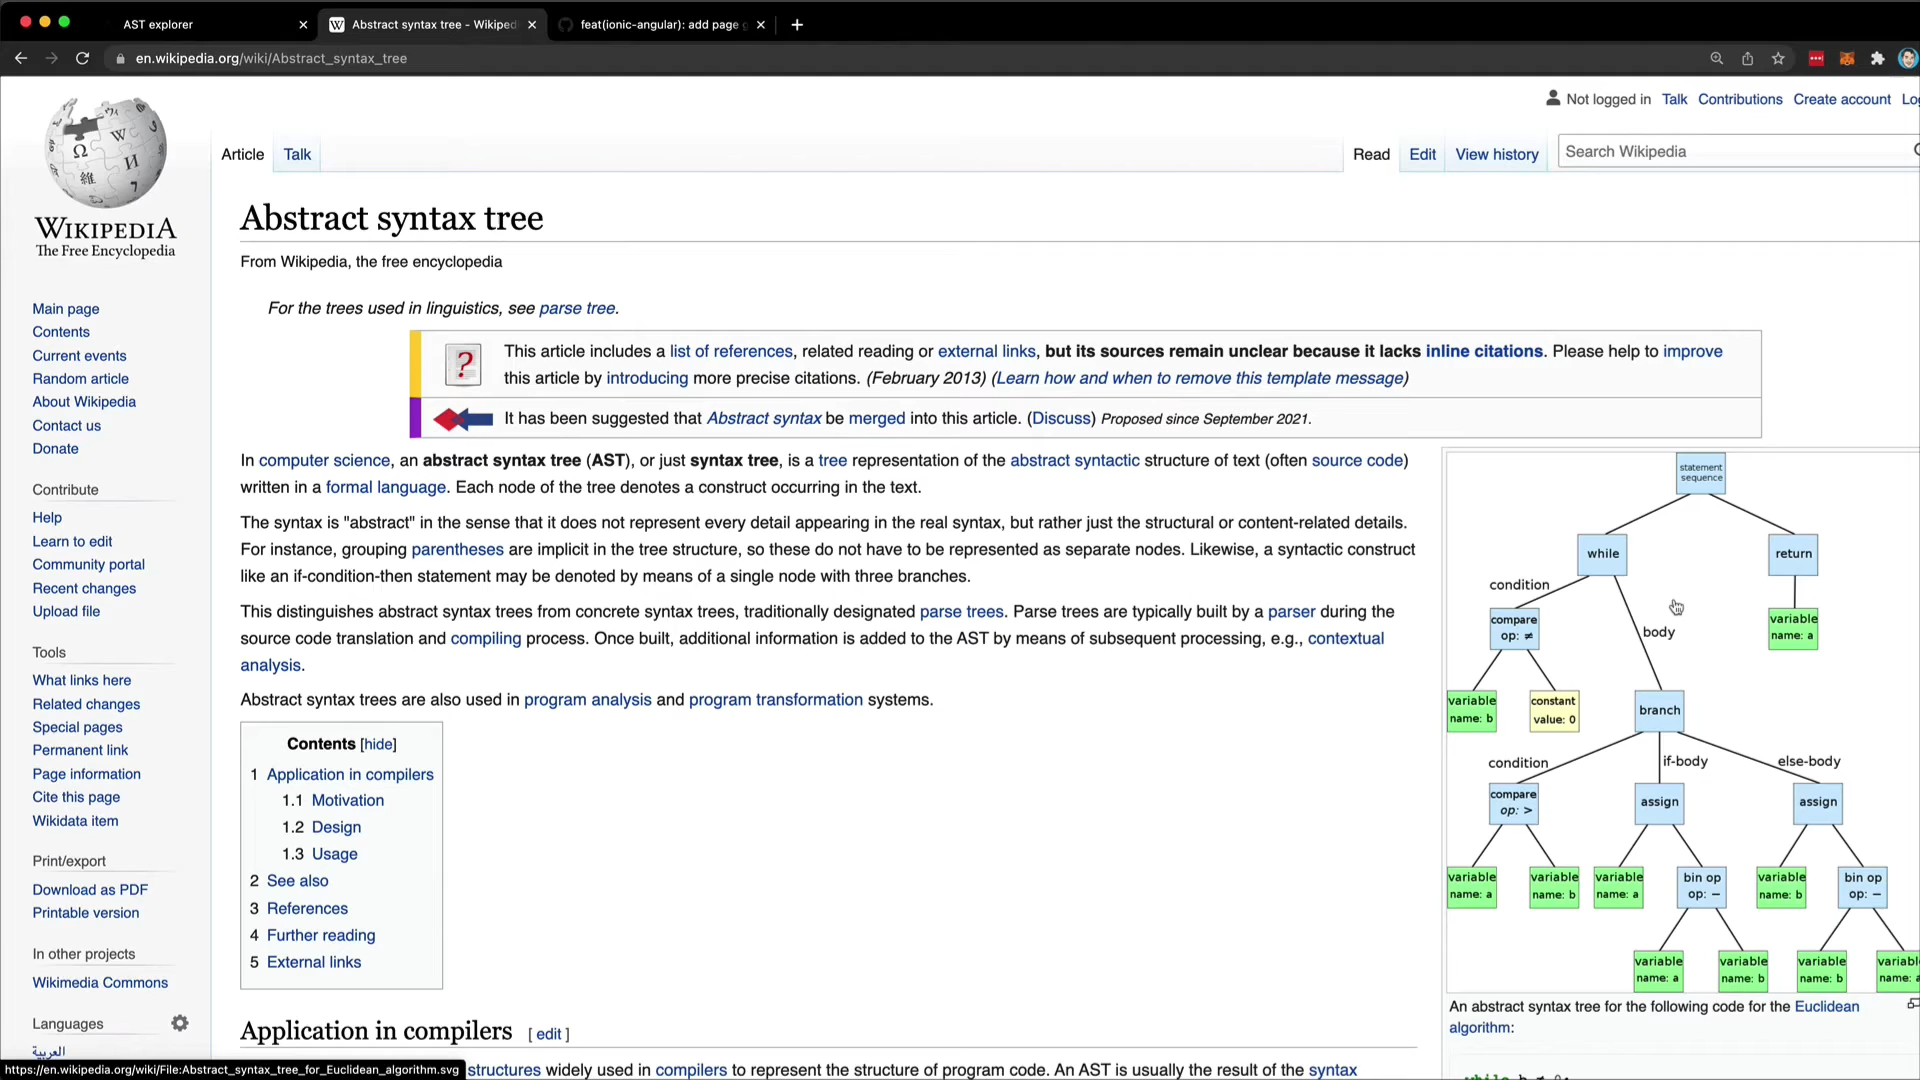 AST explorer
Abstract syntax tree - Wikiped
feat(ionic-angular): add page g
en.wikipedia.org/wiki/Abstract_syntax_tree
WIKIPEDIA
The Free Encyclopedia
Not logged in Talk Contributions Create account Log
Article Talk
Read Edit View history
Search Wikipedia
Abstract syntax tree
From Wikipedia, the free encyclopedia
For the trees used in linguistics, see parse tree.
This article includes a list of references, related reading or external links, but its sources remain unclear because it lacks inline citations. Please help to improve
this article by introducing more precise citations. (February 2013) (Learn how and when to remove this template message)
It has been suggested that Abstract syntax be merged into this article. (Discuss) Proposed since September 2021.
In computer science, an abstract syntax tree (AST), or just syntax tree, is a tree representation of the abstract syntactic structure of text (often source code)
written in a formal language. Each node of the tree denotes a construct occurring in the text.
The syntax is "abstract" in the sense that it does not represent every detail appearing in the real syntax, but rather just the structural or content-related details.
For instance, grouping parentheses are implicit in the tree structure, so these do not have to be represented as separate nodes. Likewise, a syntactic construct
like an if-condition-then statement may be denoted by means of a single node with three branches.
This distinguishes abstract syntax trees from concrete syntax trees, traditionally designated parse trees. Parse trees are typically built by a parser during the
source code translation and compiling process. Once built, additional information is added to the AST by means of subsequent processing, e.g., contextual
analysis.
Abstract syntax trees are also used in program analysis and program transformation systems.
Contents [hide]
1 Application in compilers
1.1 Motivation
1.2 Design
1.3 Usage
2 See also
3 References
4 Further reading
5 External links
Application in compilers [ edit ]
structures widely used in compilers to represent the structure of program code. An AST is usually the result of the syntax
Main page
Contents
Current events
Random article
About Wikipedia
Contact us
Donate
Contribute
Help
Learn to edit
Community portal
Recent changes
Upload file
Tools
What links here
Related changes
Special pages
Permanent link
Page information
Cite this page
Wikidata item
Print/export
Download as PDF
Printable version
In other projects
Wikimedia Commons
Languages
العربية
https://en.wikipedia.org/wiki/File:Abstract_syntax_tree_for_Euclidean_algorithm.svg
statement
sequence
while
return
condition
body
compare
op: ≠
variable
name: a
variable
name: b
constant
value: 0
branch
condition
if-body
else-body
compare
op: >
assign
assign
variable
name: a
variable
name: b
variable
name: a
bin op
op: −
variable
name: b
bin op
op: −
variable
name: a
variable
name: b
variable
name: b
variabl
name: a
An abstract syntax tree for the following code for the Euclidean
algorithm:
while b ≠ 0: